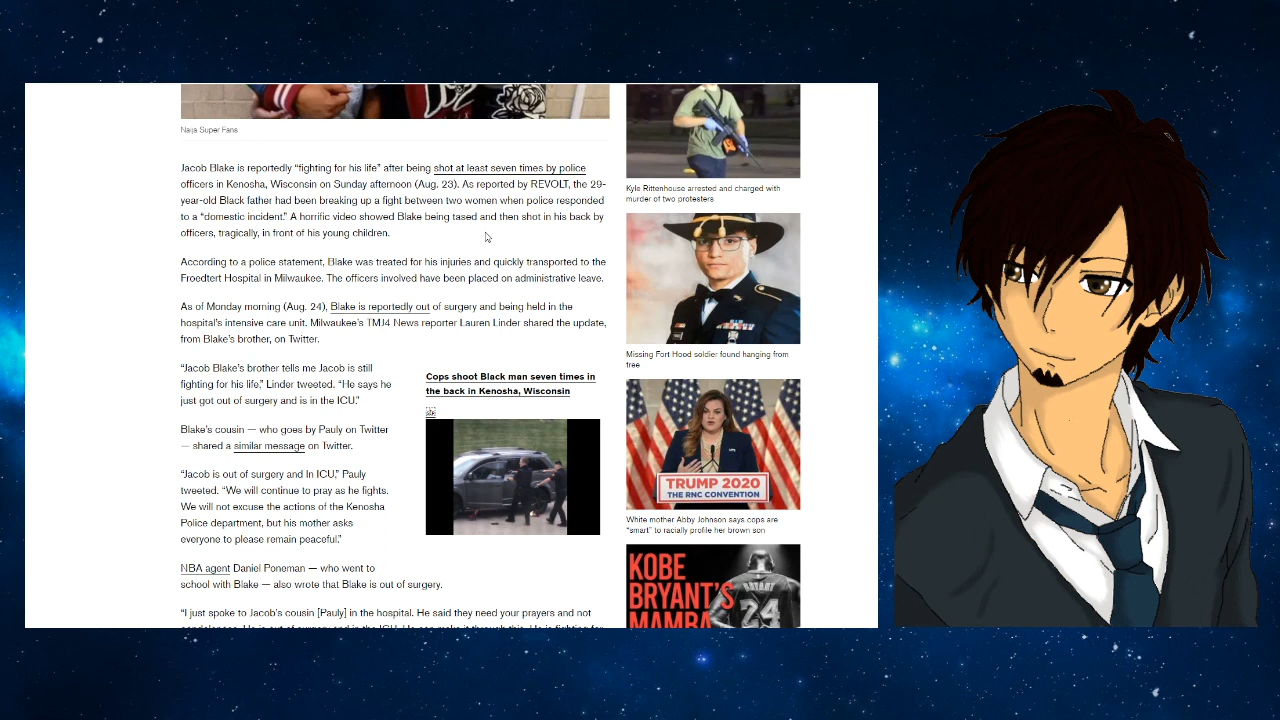 Naija Super Fans
Jacob Blake is reportedly “fighting for his life” after being shot at least seven times by police
officers in Kenosha, Wisconsin on Sunday afternoon (Aug. 23). As reported by REVOLT, the 29-
year-old Black father had been breaking up a fight between two women when police responded
to a “domestic incident.” A horrific video showed Blake being tased and then shot in his back by
officers, tragically, in front of his young children.
According to a police statement, Blake was treated for his injuries and quickly transported to the
Froedtert Hospital in Milwaukee. The officers involved have been placed on administrative leave.
As of Monday morning (Aug. 24), Blake is reportedly out of surgery and being held in the
hospital’s intensive care unit. Milwaukee’s TMJ4 News reporter Lauren Linder shared the update,
from Blake’s brother, on Twitter.
“Jacob Blake’s brother tells me Jacob is still
fighting for his life,” Linder tweeted. “He says he
just got out of surgery and is in the ICU.”
Blake’s cousin — who goes by Pauly on Twitter
— shared a similar message on Twitter.
“Jacob is out of surgery and In ICU,” Pauly
tweeted. “We will continue to pray as he fights.
We will not excuse the actions of the Kenosha
Police department, but his mother asks
everyone to please remain peaceful.”
NBA agent Daniel Poneman — who went to
school with Blake — also wrote that Blake is out of surgery.
“I just spoke to Jacob’s cousin [Pauly] in the hospital. He said they need your prayers and not
Cops shoot Black man seven times in
the back in Kenosha, Wisconsin
Kyle Rittenhouse arrested and charged with
murder of two protesters
Missing Fort Hood soldier found hanging from
tree
TRUMP 2020
THE RNC CONVENTION
White mother Abby Johnson says cops are
“smart” to racially profile her brown son
KOBE
BRYANT’S
MAMBA
BRYANT
24